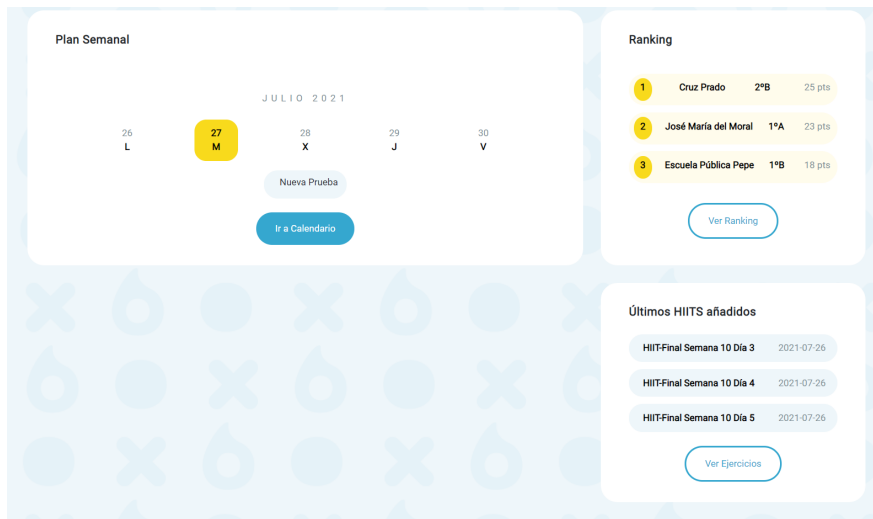 Plan Semanal
JULIO 2021
26 27 28 29 30
L M X J V
Nueva Prueba
Ir a Calendario
Ranking
1 Cruz Prado 2ºB 25 pts
2 José María del Moral 1ºA 23 pts
3 Escuela Pública Pepe 1ºB 18 pts
Ver Ranking
Últimos HIITS añadidos
HIIT-Final Semana 10 Día 3 2021-07-26
HIIT-Final Semana 10 Día 4 2021-07-26
HIIT-Final Semana 10 Día 5 2021-07-26
Ver Ejercicios